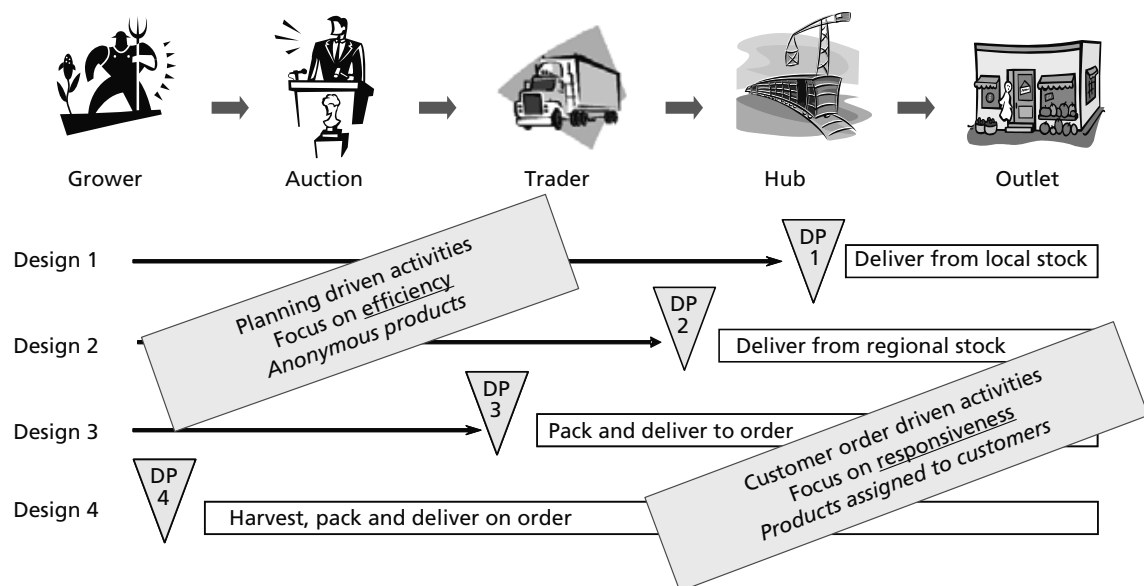 Grower
Auction
Trader
Hub
Outlet
Design 1
DP
1
Deliver from local stock
Planning driven activities
Focus on efficiency
Anonymous products
Design 2
DP
2
Deliver from regional stock
Design 3
DP
3
Pack and deliver to order
Customer order driven activities
Focus on responsiveness
Products assigned to customers
Design 4
DP
4
Harvest, pack and deliver on order